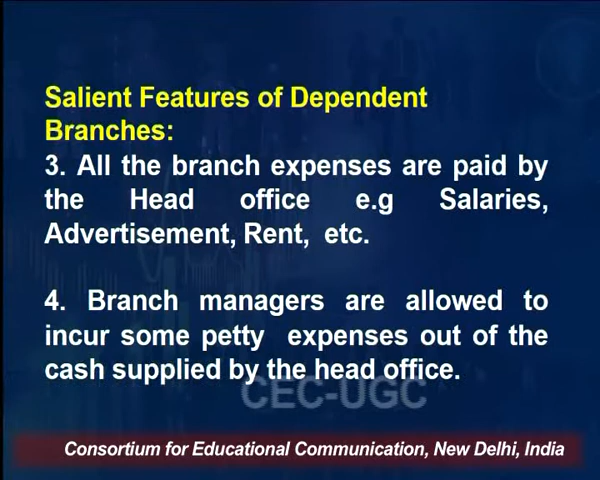 Salient Features of Dependent
Branches:
3. All the branch expenses are paid by
the Head office e.g Salaries,
Advertisement, Rent, etc.
4. Branch managers are allowed to
incur some petty expenses out of the
cash supplied by the head office.
CEC-UGC
Consortium for Educational Communication, New Delhi, India